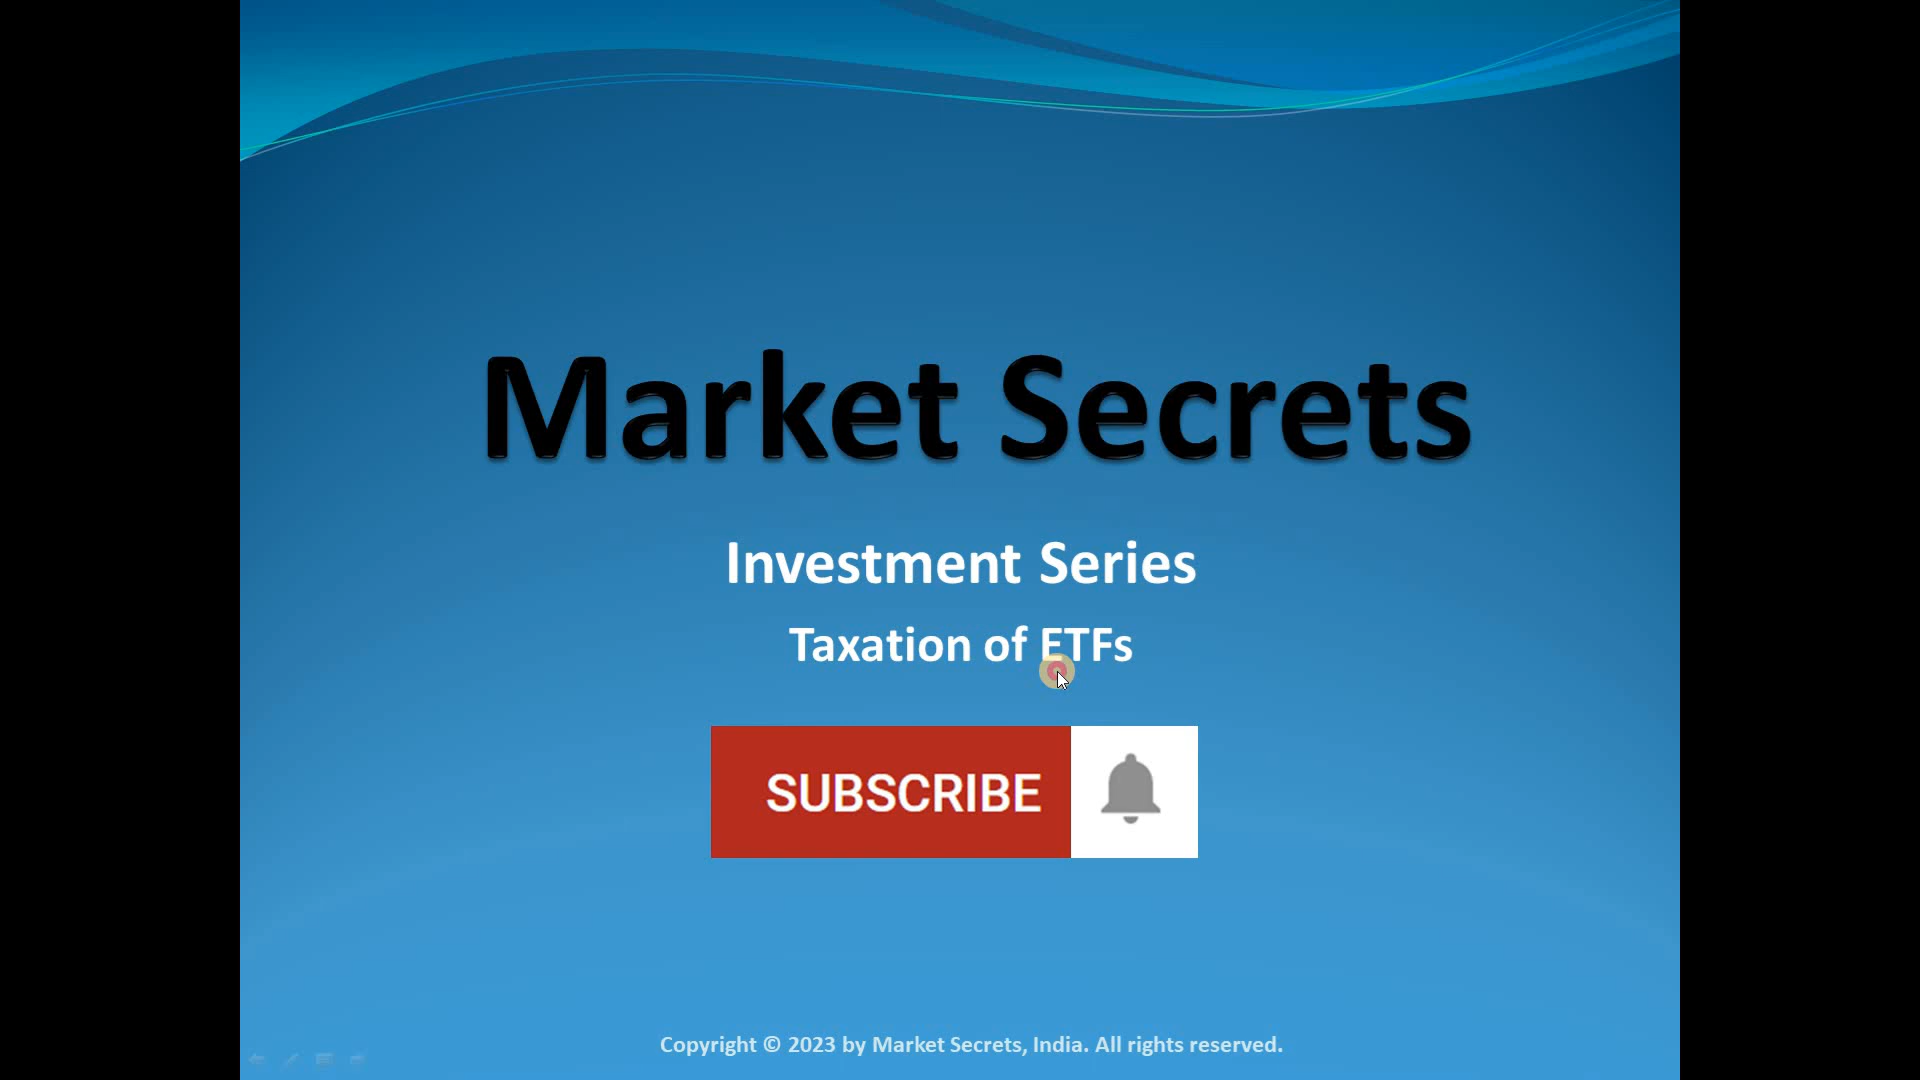 Market Secrets
Investment Series
Taxation of ETFs
SUBSCRIBE
Copyright © 2023 by Market Secrets, India. All rights reserved.